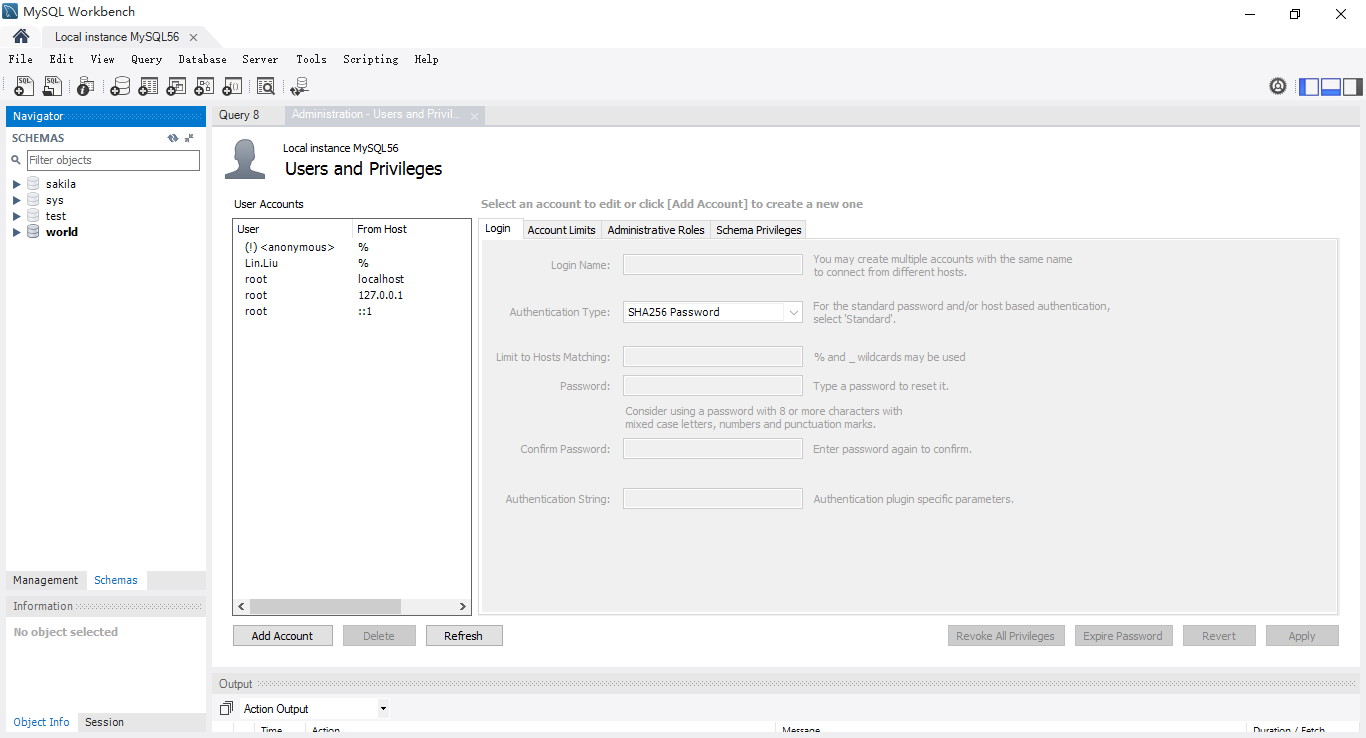 MySQL Workbench
Local instance MySQL56
File Edit View Query Database Server Tools Scripting Help
Navigator
SCHEMAS
Filter objects
sakila
sys
test
world
Management Schemas
Information
No object selected
Object Info Session
Query 8 Administration - Users and Privil...
Local instance MySQL56
Users and Privileges
User Accounts
User From Host
(!) <anonymous> %
Lin.Liu %
root localhost
root 127.0.0.1
root ::1
Add Account Delete Refresh
Select an account to edit or click [Add Account] to create a new one
Login Account Limits Administrative Roles Schema Privileges
Login Name: You may create multiple accounts with the same name
to connect from different hosts.
Authentication Type: SHA256 Password For the standard password and/or host based authentication,
select 'Standard'.
Limit to Hosts Matching: % and _ wildcards may be used
Password: Type a password to reset it.
Consider using a password with 8 or more characters with
mixed case letters, numbers and punctuation marks.
Confirm Password: Enter password again to confirm.
Authentication String: Authentication plugin specific parameters.
Revoke All Privileges Expire Password Revert Apply
Output
Action Output
Time Action Message Duration / Fetch